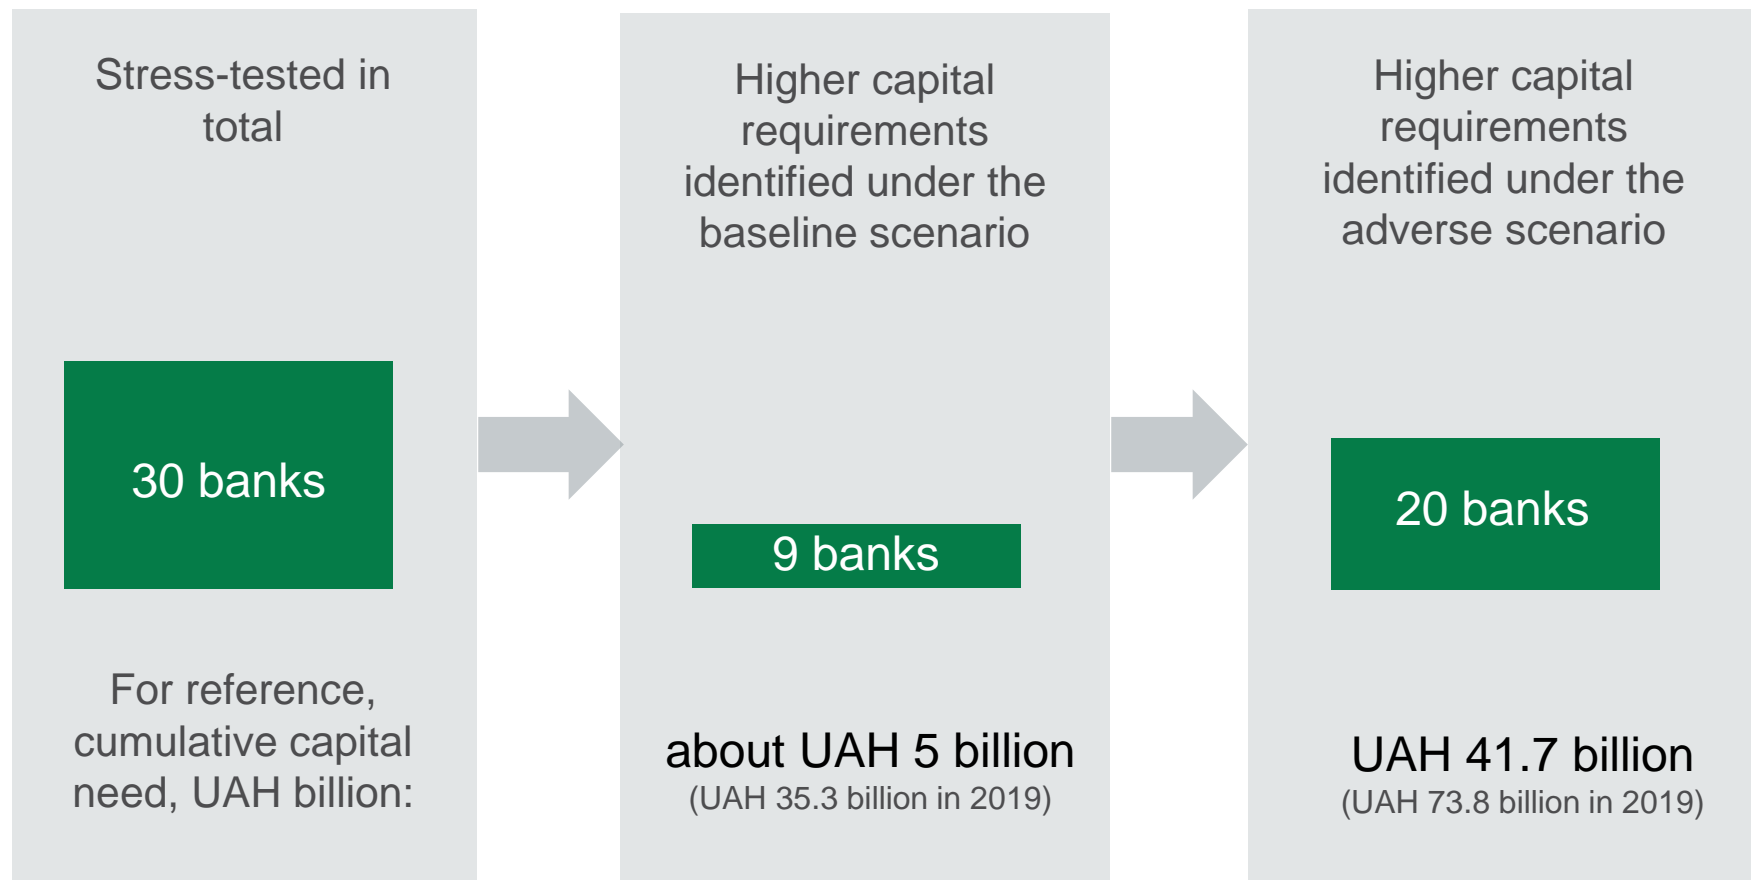 Stress-tested in
total
30 banks
For reference,
cumulative capital
need, UAH billion:
Higher capital
requirements
identified under the
baseline scenario
9 banks
about UAH 5 billion
(UAH 35.3 billion in 2019)
Higher capital
requirements
identified under the
adverse scenario
20 banks
UAH 41.7 billion
(UAH 73.8 billion in 2019)